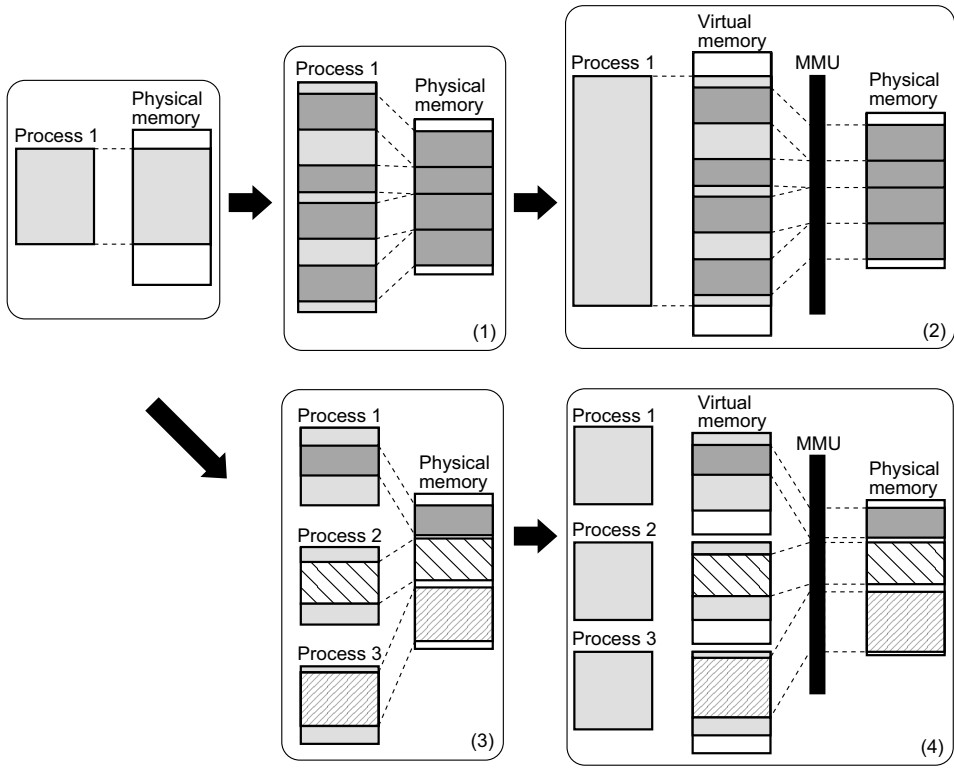 Process 1
Physical
memory
Process 1
Physical
memory
(1)
Process 1
Virtual
memory
MMU
Physical
memory
(2)
Process 1
Process 2
Process 3
Physical
memory
(3)
Process 1
Process 2
Process 3
Virtual
memory
MMU
Physical
memory
(4)